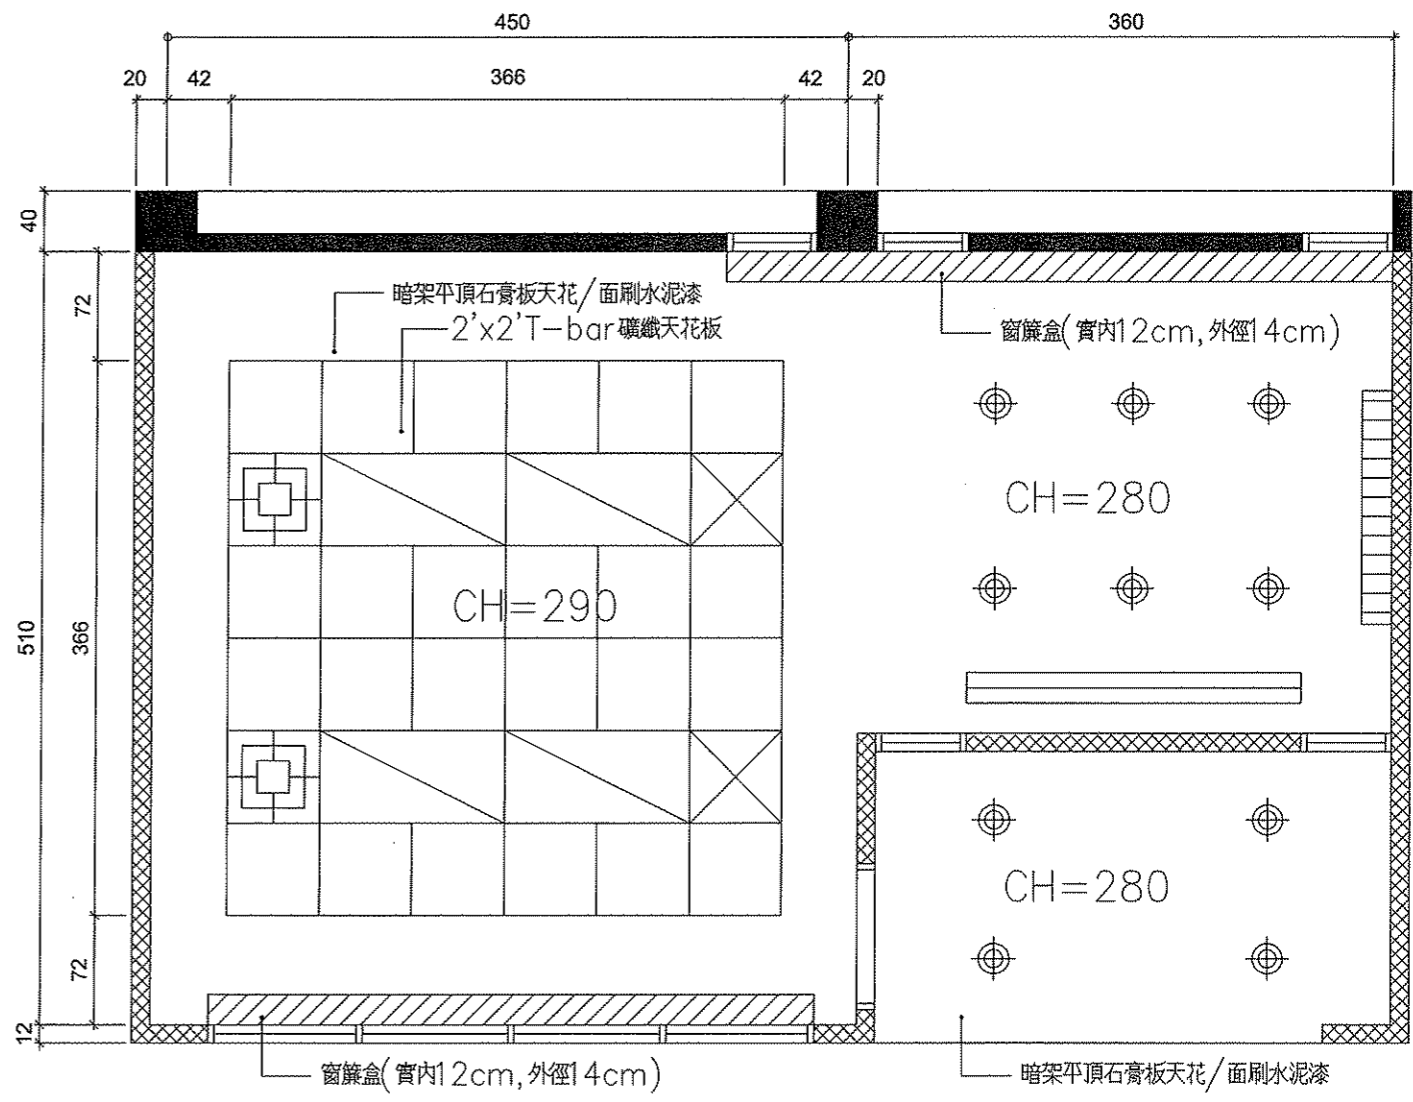 450
360
20
42
366
42
20
40
72
暗架平頂石膏板天花/面刷水泥漆
2'x2'T-bar礦纖天花板
窗簾盒(實內12cm,外徑14cm)
CH=280
CH=290
510
366
CH=280
72
12
窗簾盒(實內12cm,外徑14cm)
暗架平頂石膏板天花/面刷水泥漆